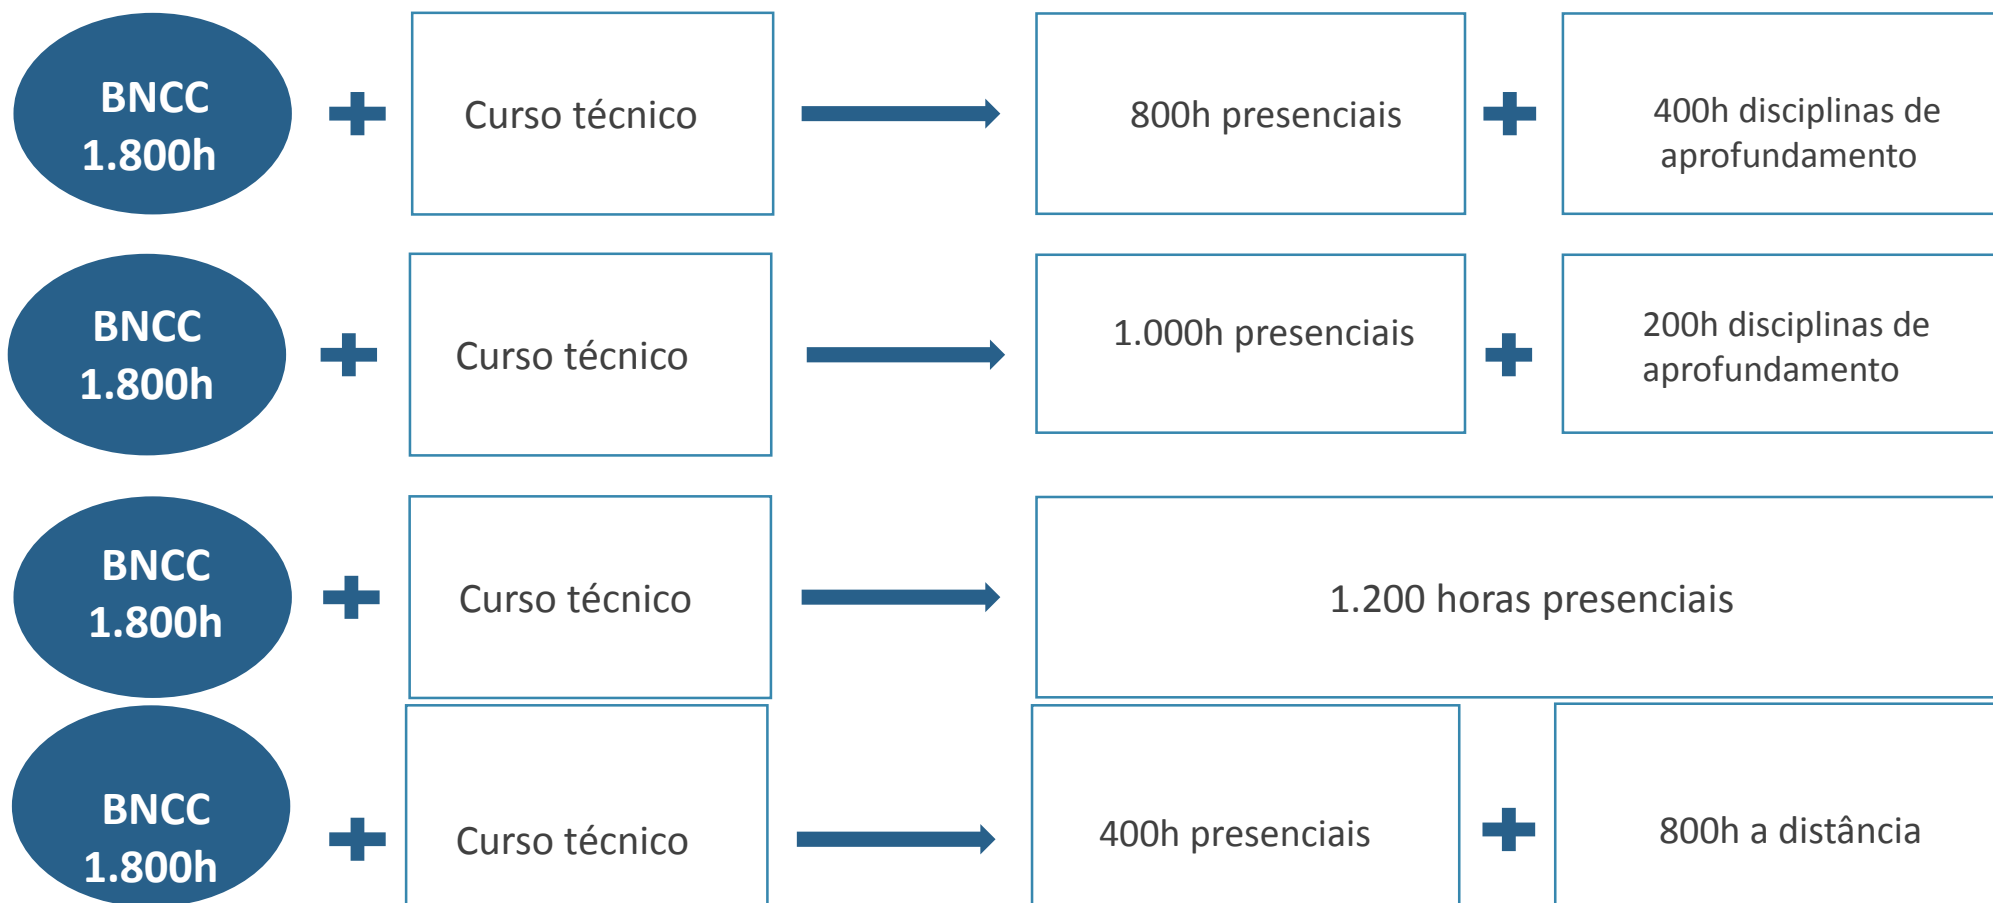 BNCC
1.800h
Curso técnico
800h presenciais
400h disciplinas de
aprofundamento
BNCC
1.800h
Curso técnico
1.000h presenciais
200h disciplinas de
aprofundamento
BNCC
1.800h
Curso técnico
1.200 horas presenciais
BNCC
1.800h
Curso técnico
400h presenciais
800h a distância